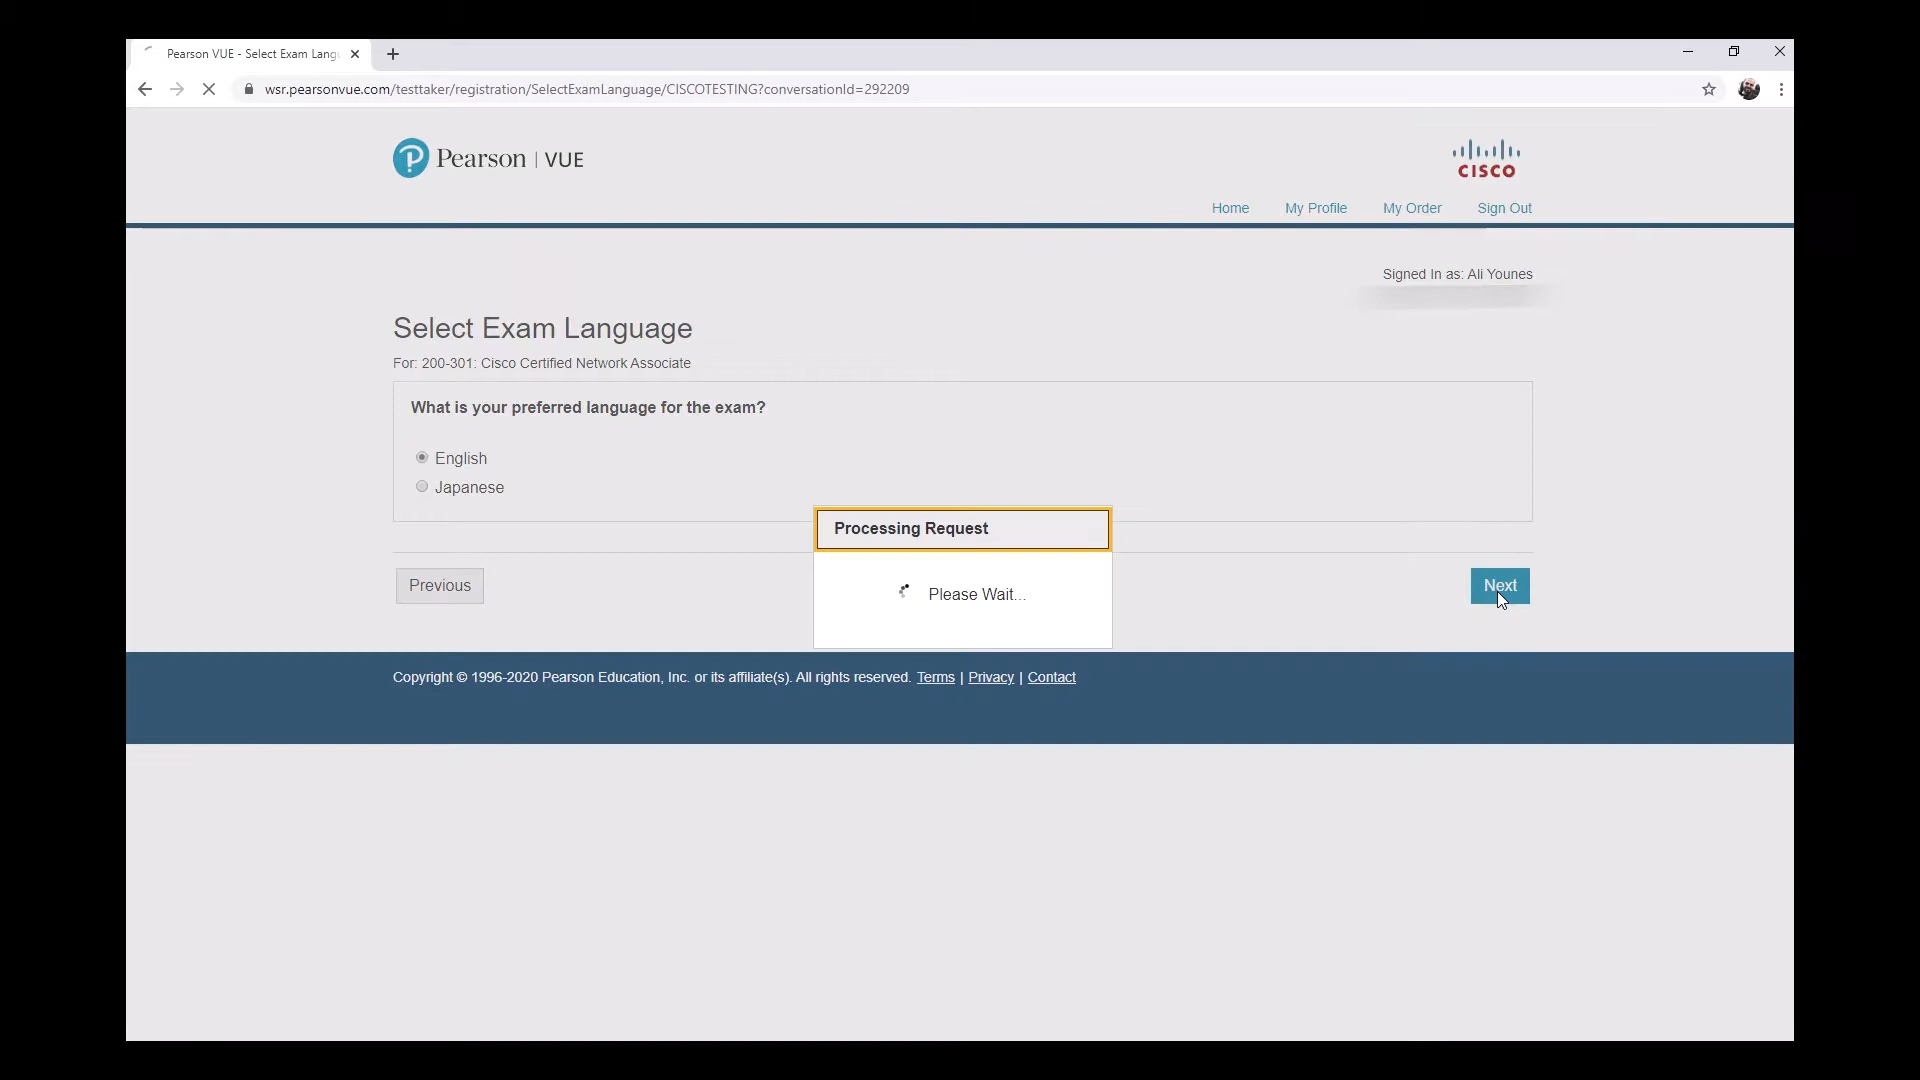 Pearson VUE - Select Exam Lang
wsr.pearsonvue.com/testtaker/registration/SelectExamLanguage/CISCOTESTING?conversationId=292209
Pearson | VUE
CISCO
Home My Profile My Order Sign Out
Signed In as: Ali Younes
Select Exam Language
For: 200-301: Cisco Certified Network Associate
What is your preferred language for the exam?
English
Japanese
Processing Request
Please Wait...
Previous
Next
Copyright © 1996-2020 Pearson Education, Inc. or its affiliate(s). All rights reserved. Terms | Privacy | Contact